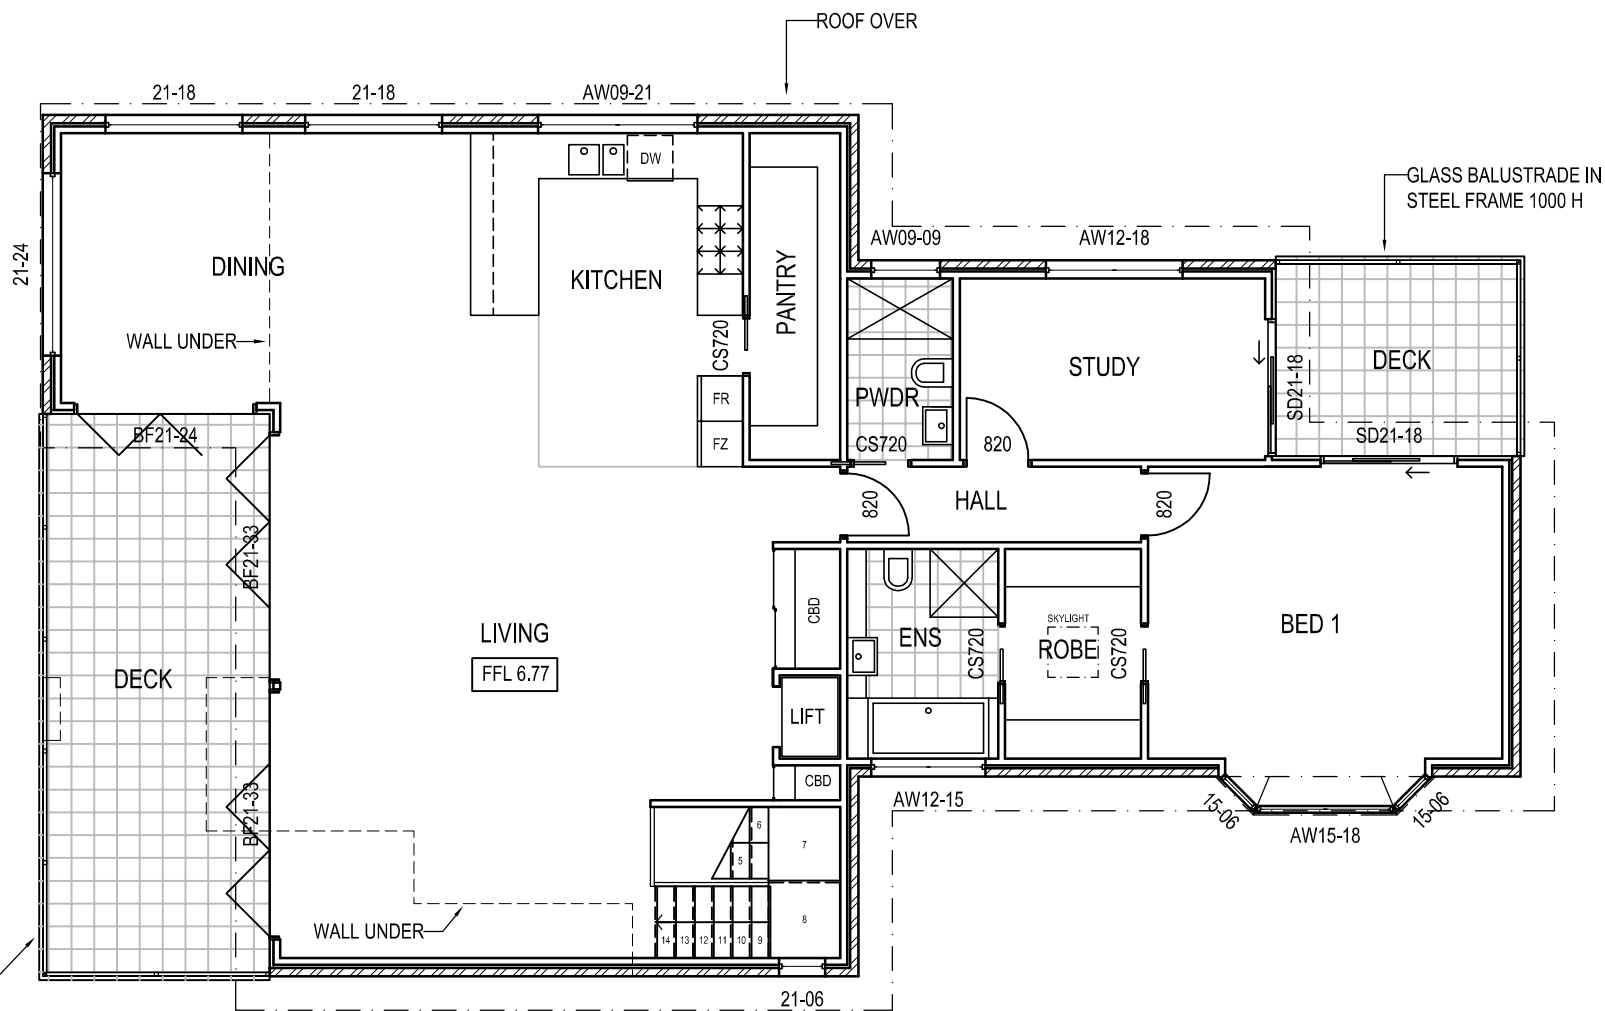 ROOF OVER
21-18
21-18
AW09-21
GLASS BALUSTRADE IN
STEEL FRAME 1000 H
DW
AW09-09
AW12-18
21-24
DINING
KITCHEN
PANTRY
WALL UNDER
CS720
STUDY
SD21-18
DECK
FR
PWDR
BF21-24
FZ
CS720
820
SD21-18
820
HALL
820
BF21-33
CBD
SKYLIGHT
LIVING
ENS
CS720
ROBE
CS720
BED 1
FFL 6.77
DECK
LIFT
CBD
AW12-15
BF21-33
15-06
15-06
AW15-18
6
7
5
WALL UNDER
8
14
13
12
11
10
9
21-06